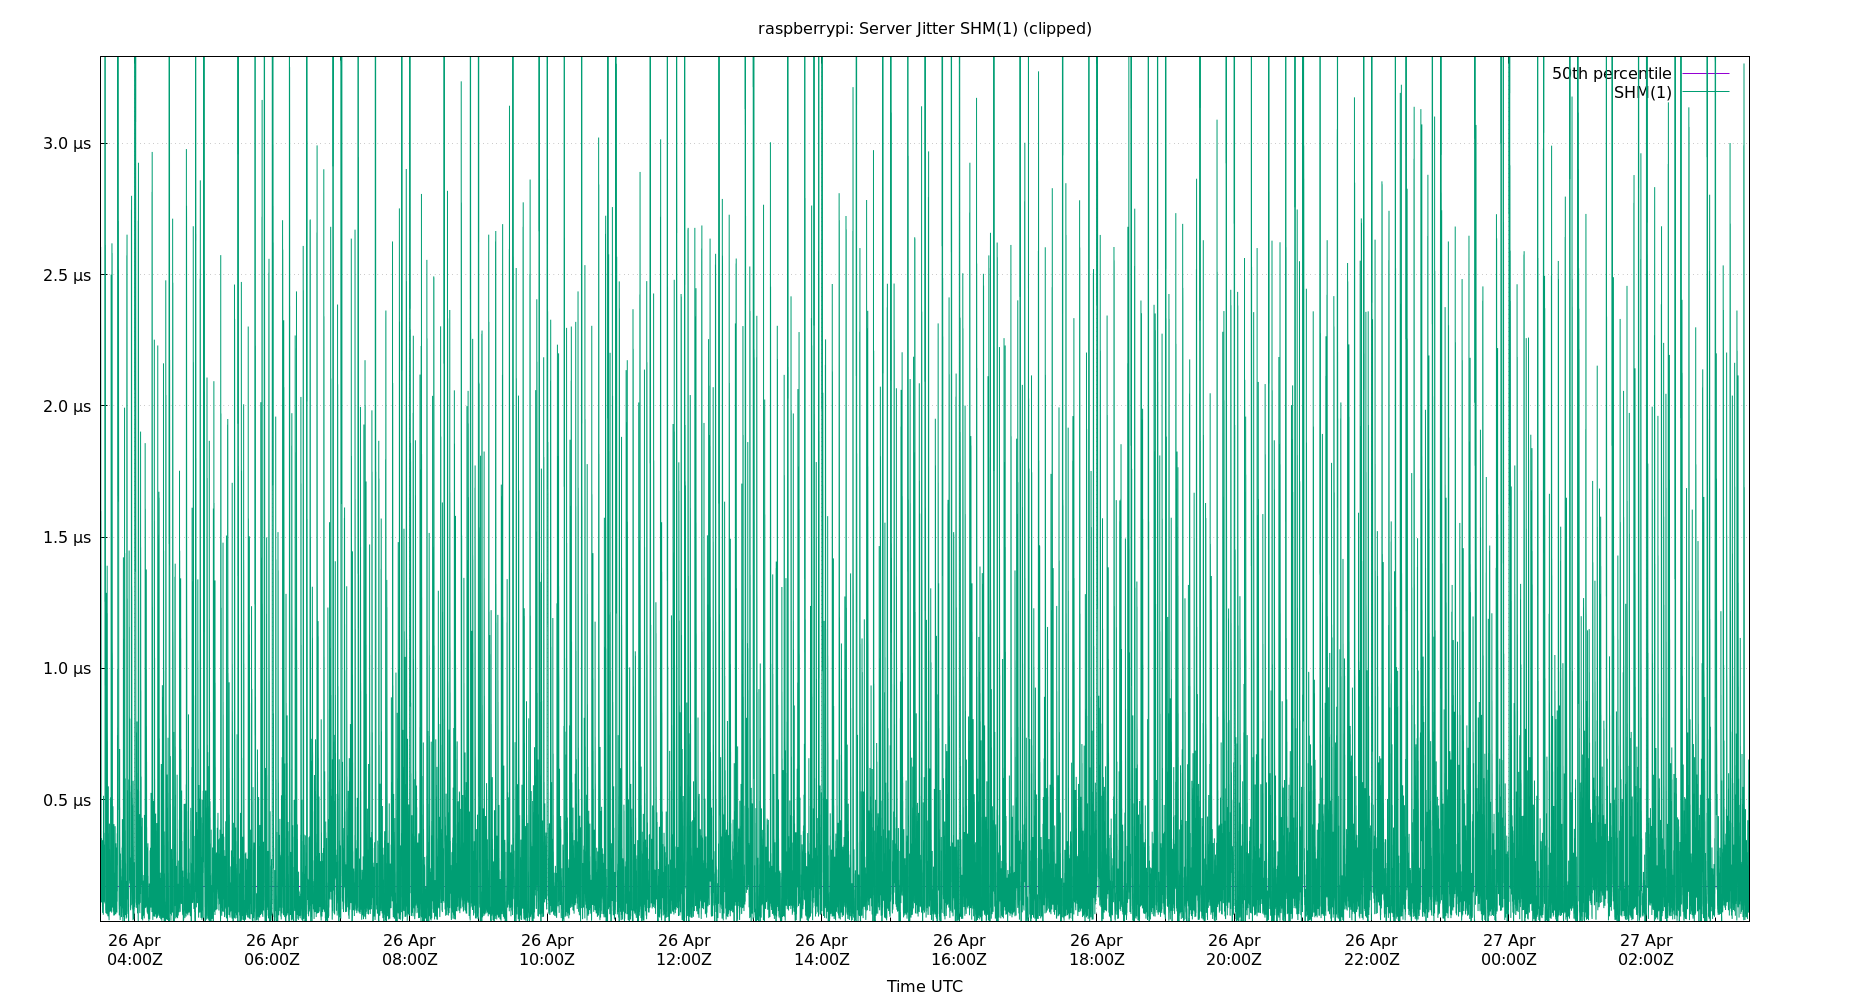 raspberrypi: Server Jitter SHM(1) (clipped)
50th percentile
SHM(1)
3.0 µs
2.5 µs
2.0 µs
1.5 µs
1.0 µs
0.5 µs
26 Apr 26 Apr 26 Apr 26 Apr 26 Apr 26 Apr 26 Apr 26 Apr 26 Apr 26 Apr 27 Apr 27 Apr
04:00Z 06:00Z 08:00Z 10:00Z 12:00Z 14:00Z 16:00Z 18:00Z 20:00Z 22:00Z 00:00Z 02:00Z
Time UTC